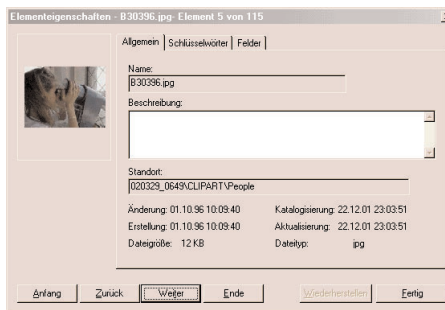 Elementeigenschaften - B30396.jpg- Element 5 von 115
Allgemein Schlüsselwörter Felder
Name:
B30396.jpg
Beschreibung:
Standort:
020329_0649\CLIPART\People
Änderung: 01.10.96 10:09:40 Katalogisierung: 22.12.01 23:03:51
Erstellung: 01.10.96 10:09:40 Aktualisierung: 22.12.01 23:03:51
Dateigröße: 12 KB Dateityp: jpg
Anfang Zurück Weiter Ende Wiederherstellen Fertig